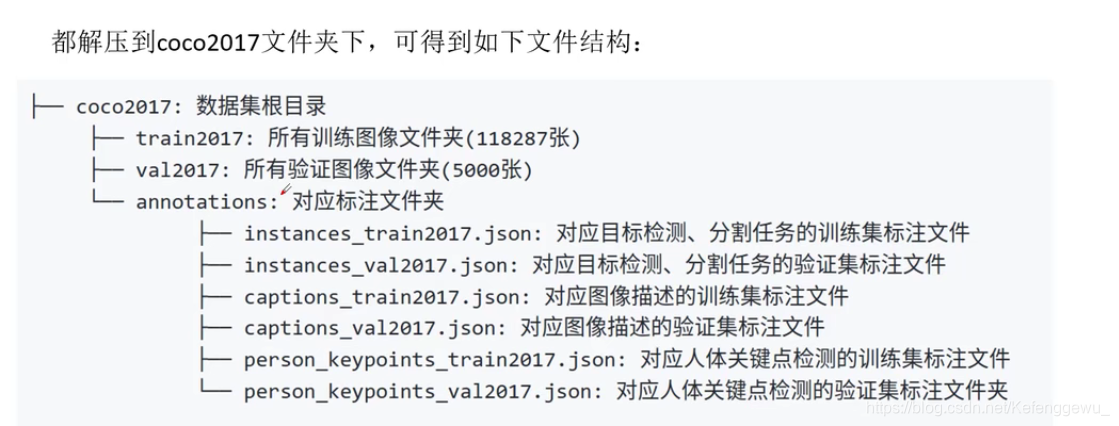 都解压到coco2017文件夹下，可得到如下文件结构：
├── coco2017: 数据集根目录
├── train2017: 所有训练图像文件夹(118287张)
├── val2017: 所有验证图像文件夹(5000张)
└── annotations: 对应标注文件夹
├── instances_train2017.json: 对应目标检测、分割任务的训练集标注文件
├── instances_val2017.json: 对应目标检测、分割任务的验证集标注文件
├── captions_train2017.json: 对应图像描述的训练集标注文件
├── captions_val2017.json: 对应图像描述的验证集标注文件
├── person_keypoints_train2017.json: 对应人体关键点检测的训练集标注文件
└── person_keypoints_val2017.json: 对应人体关键点检测的验证集标注文件夹
https://blog.csdn.net/Kefenggewu_